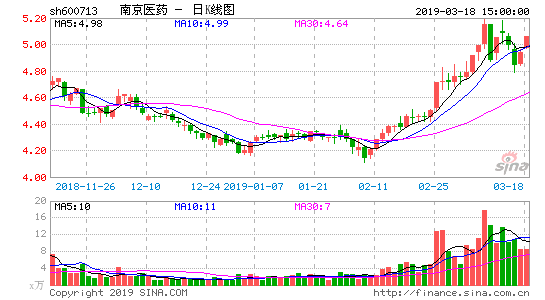 sh600713 南京医药 - 日K线图 2019-03-18 15:00:00
5.20 MA5:4.98 MA10:4.99 MA30:4.64
5.00
4.80
4.60
4.40
4.20
4.00
sina
2018-11-26 12-10 12-24 2019-01-07 01-21 02-11 02-25 03-18
20 MA5:10 MA10:11 MA30:7
16
12
8
4
x万
Copyright 2019 SINA.COM http://finance.sina.com.cn